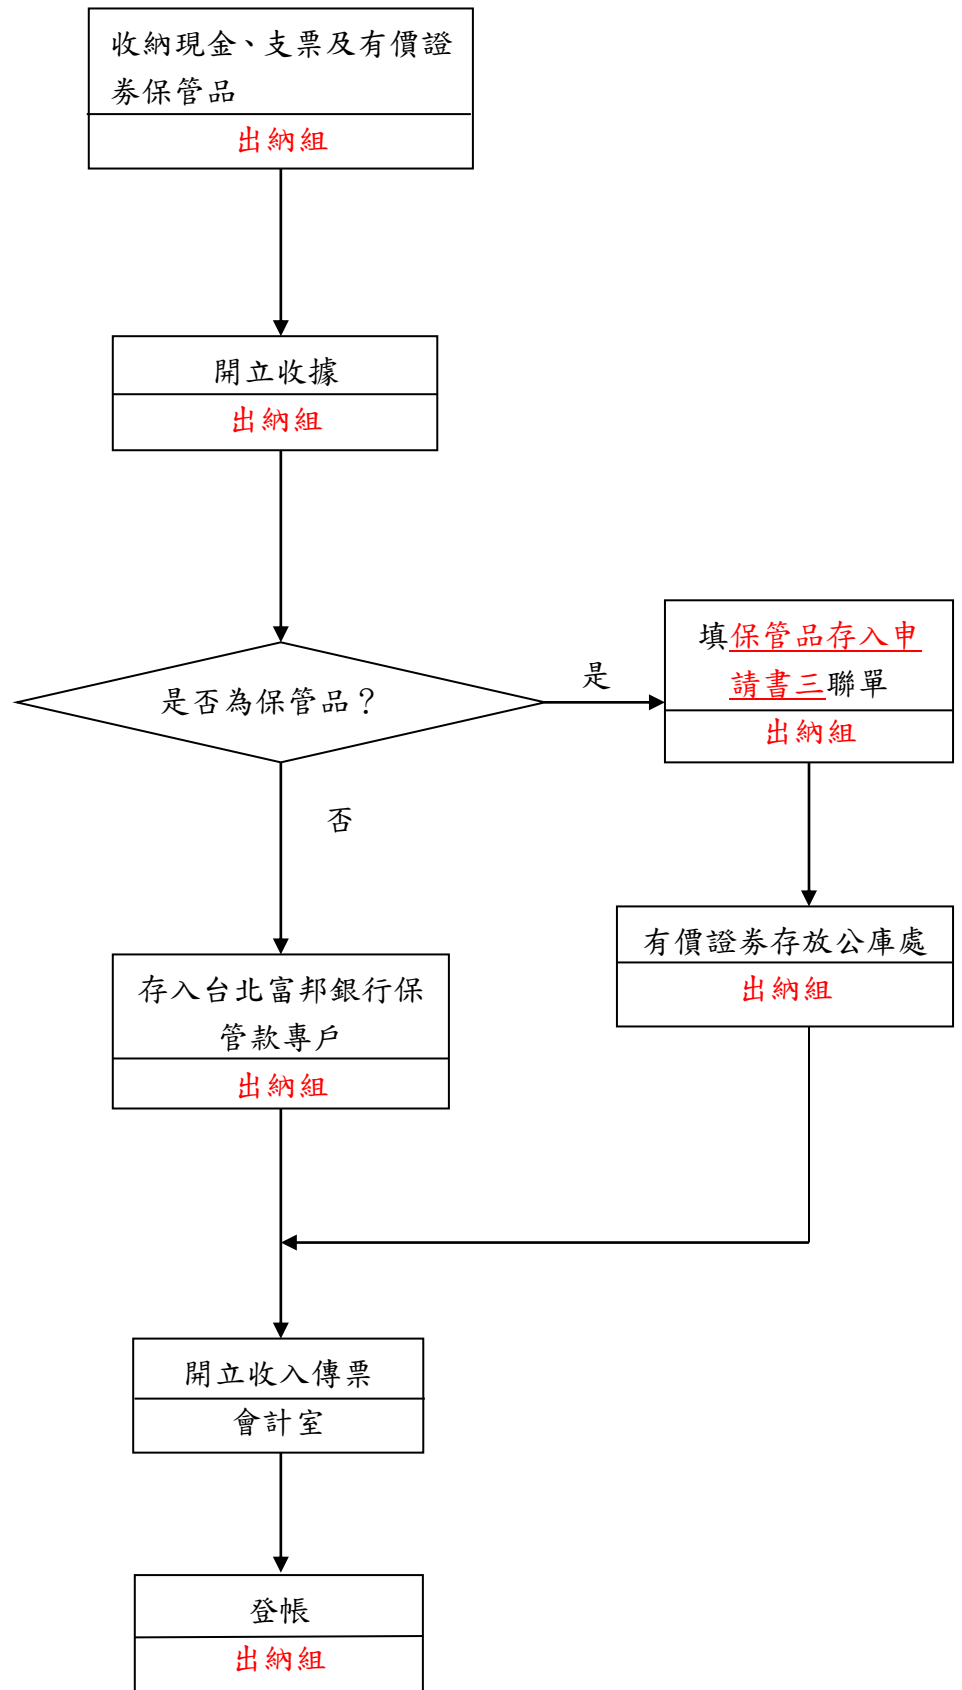 收納現金、支票及有價證
券保管品
出納組
開立收據
出納組
是否為保管品？
是
填保管品存入申
請書三聯單
出納組
否
有價證券存放公庫處
出納組
存入台北富邦銀行保
管款專戶
出納組
開立收入傳票
會計室
登帳
出納組